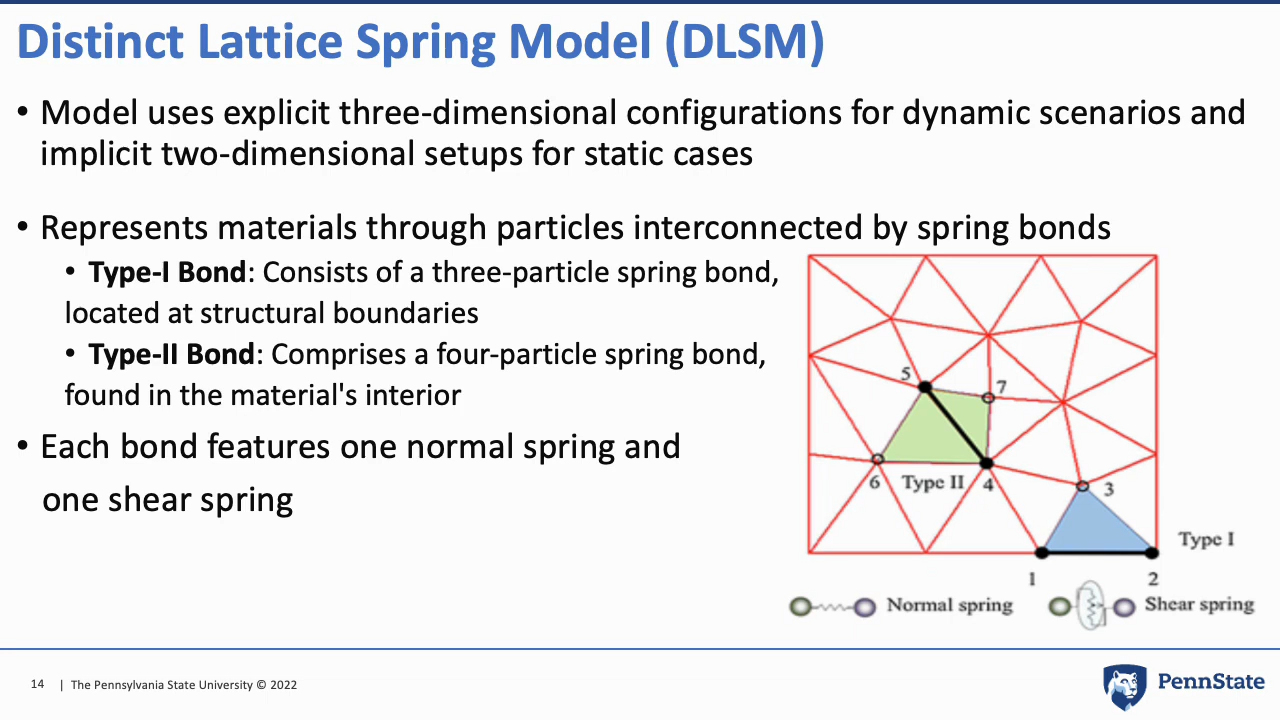 Distinct Lattice Spring Model (DLSM)
• Model uses explicit three-dimensional configurations for dynamic scenarios and
implicit two-dimensional setups for static cases
• Represents materials through particles interconnected by spring bonds
• Type-I Bond: Consists of a three-particle spring bond,
located at structural boundaries
• Type-II Bond: Comprises a four-particle spring bond,
found in the material's interior
• Each bond features one normal spring and
one shear spring
5
7
6
Type II
4
3
Type I
1
2
Normal spring
Shear spring
14 | The Pennsylvania State University © 2022
PennState